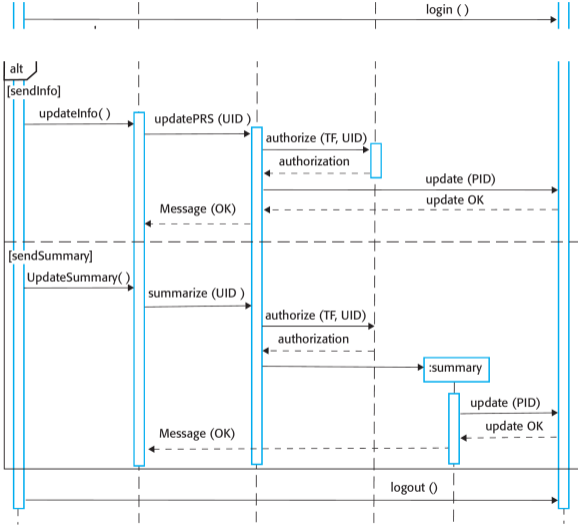 login ( )
alt
[sendInfo]
updateInfo( )
updatePRS (UID )
authorize (TF, UID)
authorization
update (PID)
update OK
Message (OK)
[sendSummary]
UpdateSummary( )
summarize (UID )
authorize (TF, UID)
authorization
:summary
update (PID)
update OK
Message (OK)
logout ()